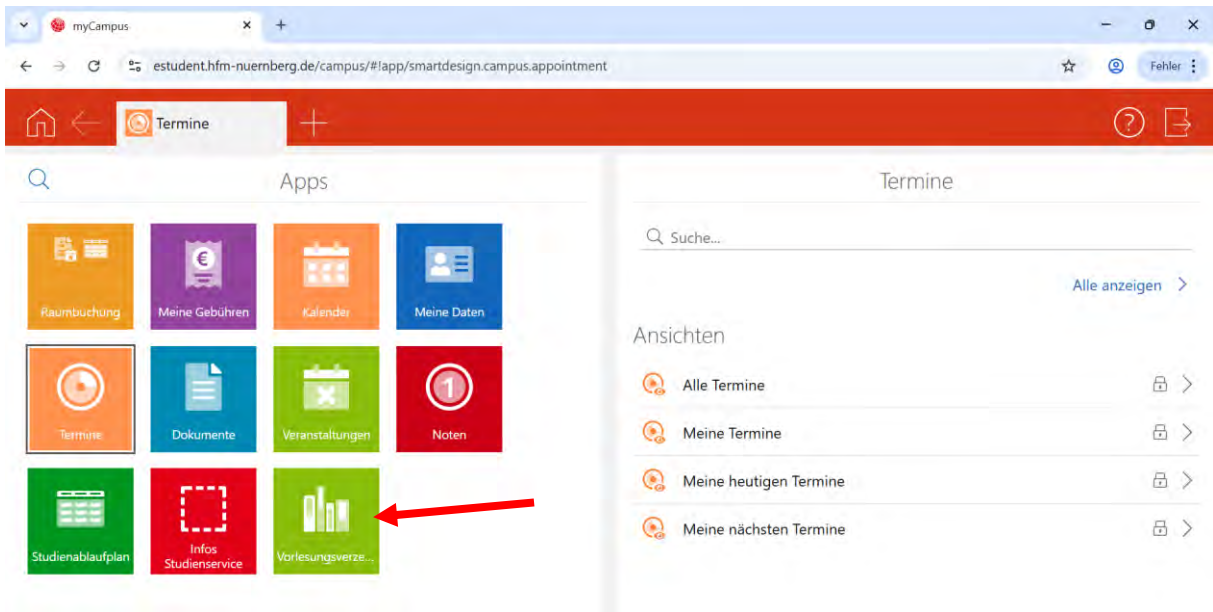 myCampus
estudent.hfm-nuernberg.de/campus/#!app/smartdesign.campus.appointment
Fehler
Termine
Apps
Raumbuchung
Meine Gebühren
Kalender
Meine Daten
Termine
Dokumente
Veranstaltungen
Noten
1
Studienablaufplan
Infos
Studienservice
Vorlesungsverze...
Termine
Suche...
Alle anzeigen
Ansichten
Alle Termine
Meine Termine
Meine heutigen Termine
Meine nächsten Termine